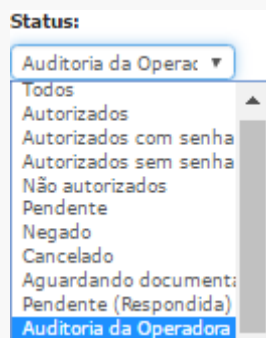 Status:
Auditoria da Operac
Todos
Autorizados
Autorizados com senha
Autorizados sem senha
Não autorizados
Pendente
Negado
Cancelado
Aguardando documenta
Pendente (Respondida)
Auditoria da Operadora